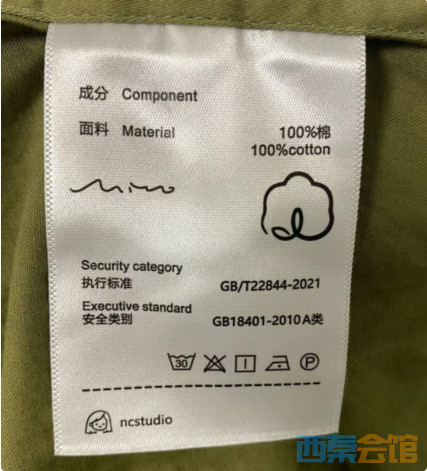 成分 Component
面料 Material 100%棉
100%cotton
Security category
执行标准 GB/T22844-2021
Executive standard
安全类别 GB18401-2010 A类
30 P
ncstudio
西秦会馆